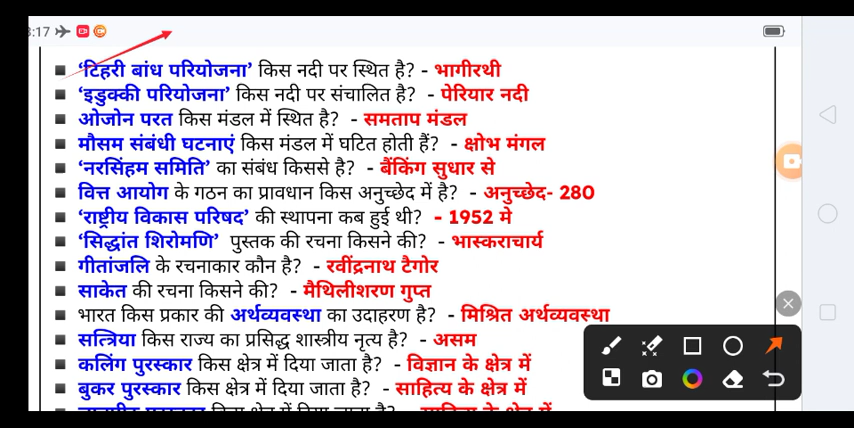 3:17
‘टिहरी बांध परियोजना’ किस नदी पर स्थित है? - भागीरथी
‘इडुक्की परियोजना’ किस नदी पर संचालित है? - पेरियार नदी
ओजोन परत किस मंडल में स्थित है? - समताप मंडल
मौसम संबंधी घटनाएं किस मंडल में घटित होती हैं? - क्षोभ मंगल
‘नरसिंहम समिति’ का संबंध किससे है? - बैंकिंग सुधार से
वित्त आयोग के गठन का प्रावधान किस अनुच्छेद में है? - अनुच्छेद- 280
‘राष्ट्रीय विकास परिषद’ की स्थापना कब हुई थी? - 1952 मे
‘सिद्धांत शिरोमणि’ पुस्तक की रचना किसने की? - भास्कराचार्य
गीतांजलि के रचनाकार कौन है? - रवींद्रनाथ टैगोर
साकेत की रचना किसने की? - मैथिलीशरण गुप्त
भारत किस प्रकार की अर्थव्यवस्था का उदाहरण है? - मिश्रित अर्थव्यवस्था
सत्रिया किस राज्य का प्रसिद्ध शास्त्रीय नृत्य है? - असम
कलिंग पुरस्कार किस क्षेत्र में दिया जाता है? - विज्ञान के क्षेत्र में
बुकर पुरस्कार किस क्षेत्र में दिया जाता है? - साहित्य के क्षेत्र में